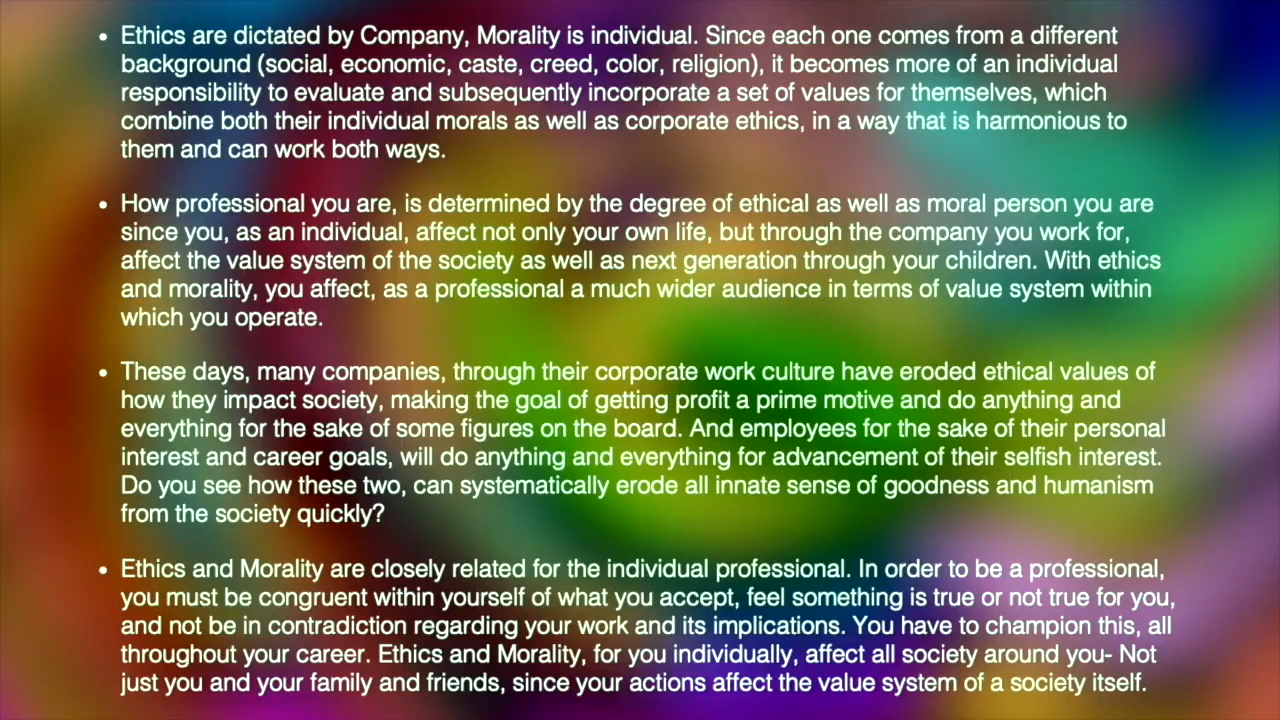 • Ethics are dictated by Company, Morality is individual. Since each one comes from a different
background (social, economic, caste, creed, color, religion), it becomes more of an individual
responsibility to evaluate and subsequently incorporate a set of values for themselves, which
combine both their individual morals as well as corporate ethics, in a way that is harmonious to
them and can work both ways.
• How professional you are, is determined by the degree of ethical as well as moral person you are
since you, as an individual, affect not only your own life, but through the company you work for,
affect the value system of the society as well as next generation through your children. With ethics
and morality, you affect, as a professional a much wider audience in terms of value system within
which you operate.
• These days, many companies, through their corporate work culture have eroded ethical values of
how they impact society, making the goal of getting profit a prime motive and do anything and
everything for the sake of some figures on the board. And employees for the sake of their personal
interest and career goals, will do anything and everything for advancement of their selfish interest.
Do you see how these two, can systematically erode all innate sense of goodness and humanism
from the society quickly?
• Ethics and Morality are closely related for the individual professional. In order to be a professional,
you must be congruent within yourself of what you accept, feel something is true or not true for you,
and not be in contradiction regarding your work and its implications. You have to champion this, all
throughout your career. Ethics and Morality, for you individually, affect all society around you- Not
just you and your family and friends, since your actions affect the value system of a society itself.